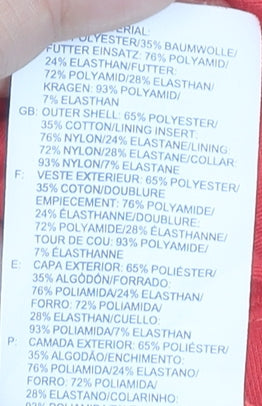 ERIAL:
POLYESTER/35% BAUMWOLLE/
FUTTER EINSATZ: 76% POLYAMID/
24% ELASTHAN/FUTTER:
72% POLYAMID/28% ELASTHAN/
KRAGEN: 93% POLYAMID/
7% ELASTHAN
GB: OUTER SHELL: 65% POLYESTER/
35% COTTON/LINING INSERT:
76% NYLON/24% ELASTANE/LINING:
72% NYLON/28% ELASTANE/COLLAR:
93% NYLON/7% ELASTANE
F: VESTE EXTERIEUR: 65% POLYESTER/
35% COTON/DOUBLURE
EMPIECEMENT: 76% POLYAMIDE/
24% ÉLASTHANNE/DOUBLURE:
72% POLYAMIDE/28% ÉLASTHANNE/
TOUR DE COU: 93% POLYAMIDE/
7% ÉLASTHANNE
E: CAPA EXTERIOR: 65% POLIÉSTER/
35% ALGÓDÓN/FORRADO:
76% POLIAMIDA/24% ELASTHAN/
FORRO: 72% POLIAMIDA/
28% ELASTHAN/CUELLO:
93% POLIAMIDA/7% ELASTHAN
P: CAMADA EXTERIOR: 65% POLIÉSTER/
35% ALGODÃO/ENCHIMENTO:
76% POLIAMIDA/24% ELASTANO/
FORRO: 72% POLIAMIDA/
28% ELASTANO/COLARINHO: